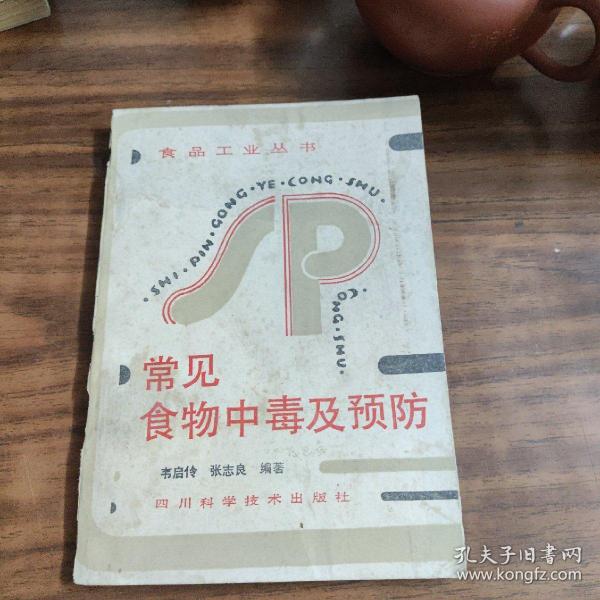 食品工业丛书
·SHI·PIN·GONG·YE·CONG·SHU·
SP
CONG·SHU·
常见
食物中毒及预防
韦启伶 张志良 编著
四川科学技术出版社
孔夫子旧书网
www.kongfz.com